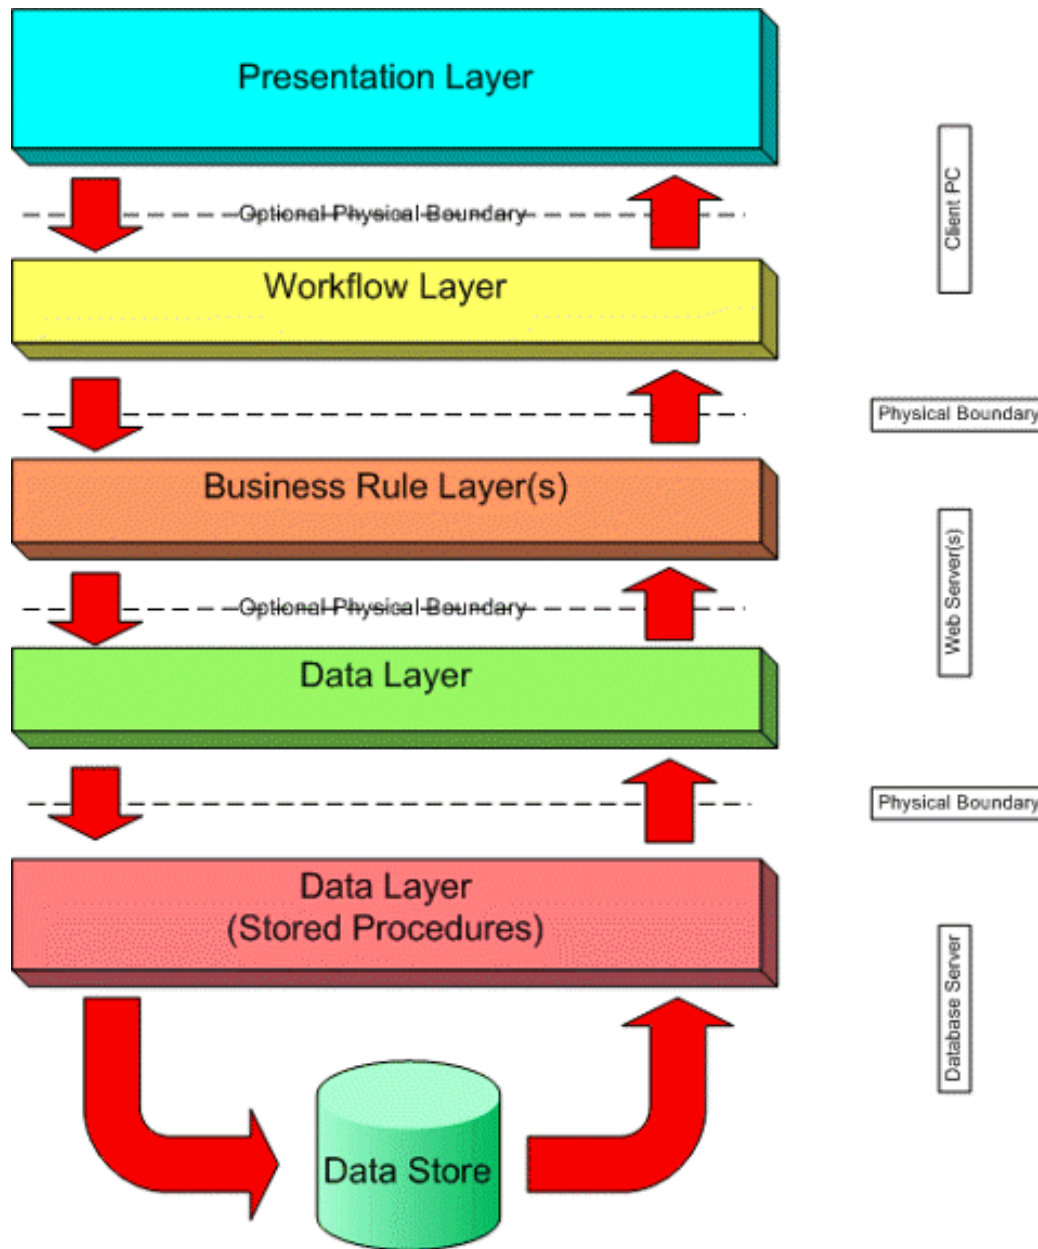 Presentation Layer
Optional Physical Boundary
Client PC
Workflow Layer
Physical Boundary
Business Rule Layer(s)
Optional Physical Boundary
Web Server(s)
Data Layer
Physical Boundary
Data Layer
(Stored Procedures)
Database Server
Data Store